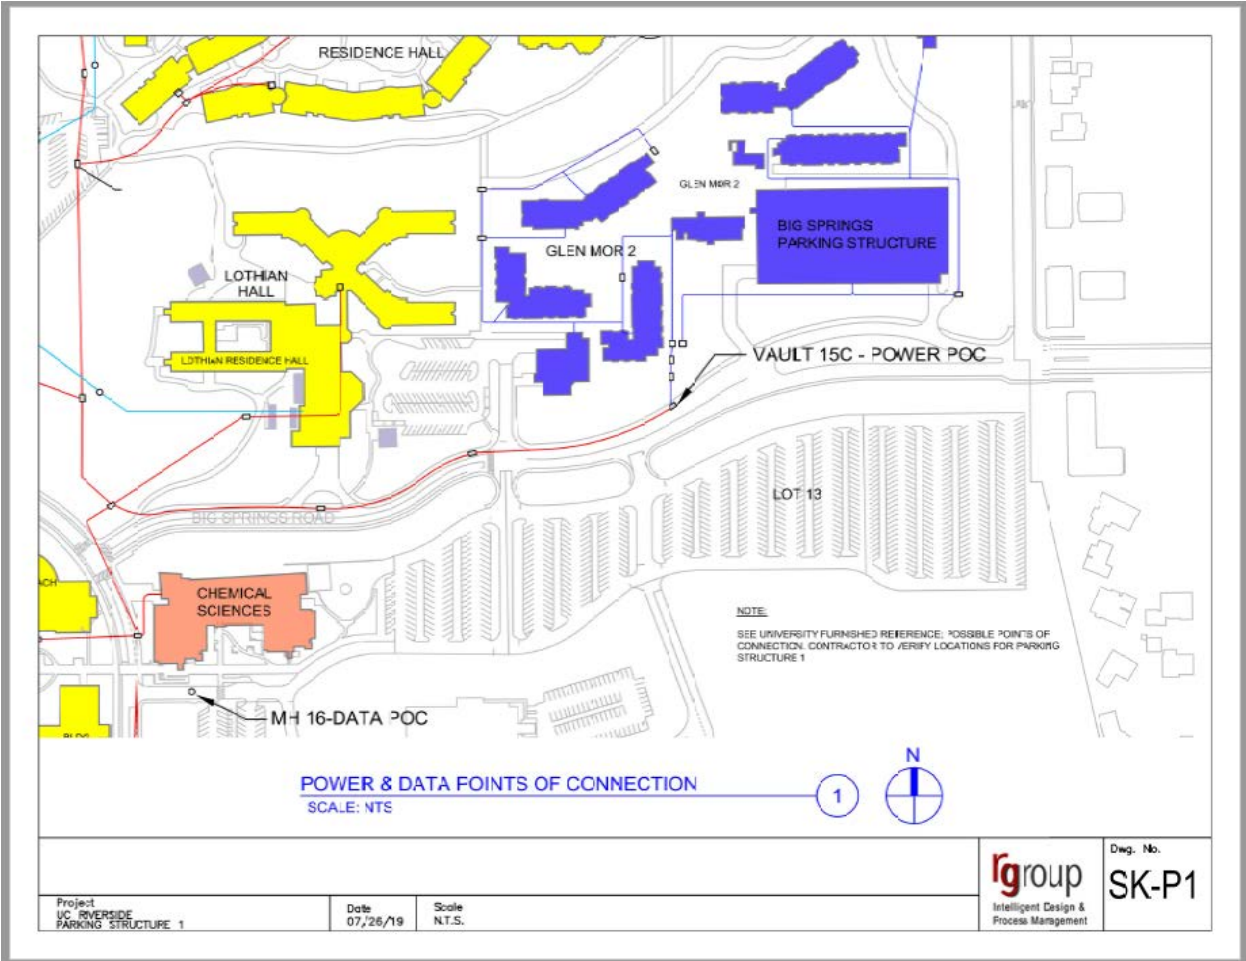 RESIDENCE HALL
GLEN MOR 2
BIG SPRINGS
PARKING STRUCTURE
GLEN MOR 2
LOTHIAN
HALL
LOTHIAN RESIDENCE HALL
VAULT 15C - POWER POC
LOT 13
BIG SPRINGS ROAD
ACH
CHEMICAL
SCIENCES
NOTE:
SEE UNIVERSITY FURNISHED REFERENCE; POSSIBLE POINTS OF
CONNECTION. CONTRACTOR TO VERIFY LOCATIONS FOR PARKING
STRUCTURE 1
MH 16-DATA POC
BLDG
POWER & DATA POINTS OF CONNECTION
SCALE: NTS
1
N
rgroup
Intelligent Design &
Process Management
Dwg. No.
SK-P1
Project
UC RIVERSIDE
PARKING STRUCTURE 1
Date
07/26/19
Scale
N.T.S.